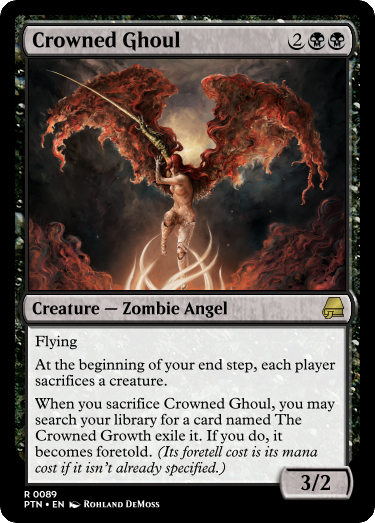 Crowned Ghoul 2
Creature — Zombie Angel
Flying
At the beginning of your end step, each player
sacrifices a creature.
When you sacrifice Crowned Ghoul, you may
search your library for a card named The
Crowned Growth exile it. If you do, it
becomes foretold. (Its foretell cost is its mana
cost if it isn't already specified.)
3/2
R 0089
PTN • EN Rohland DeMoss